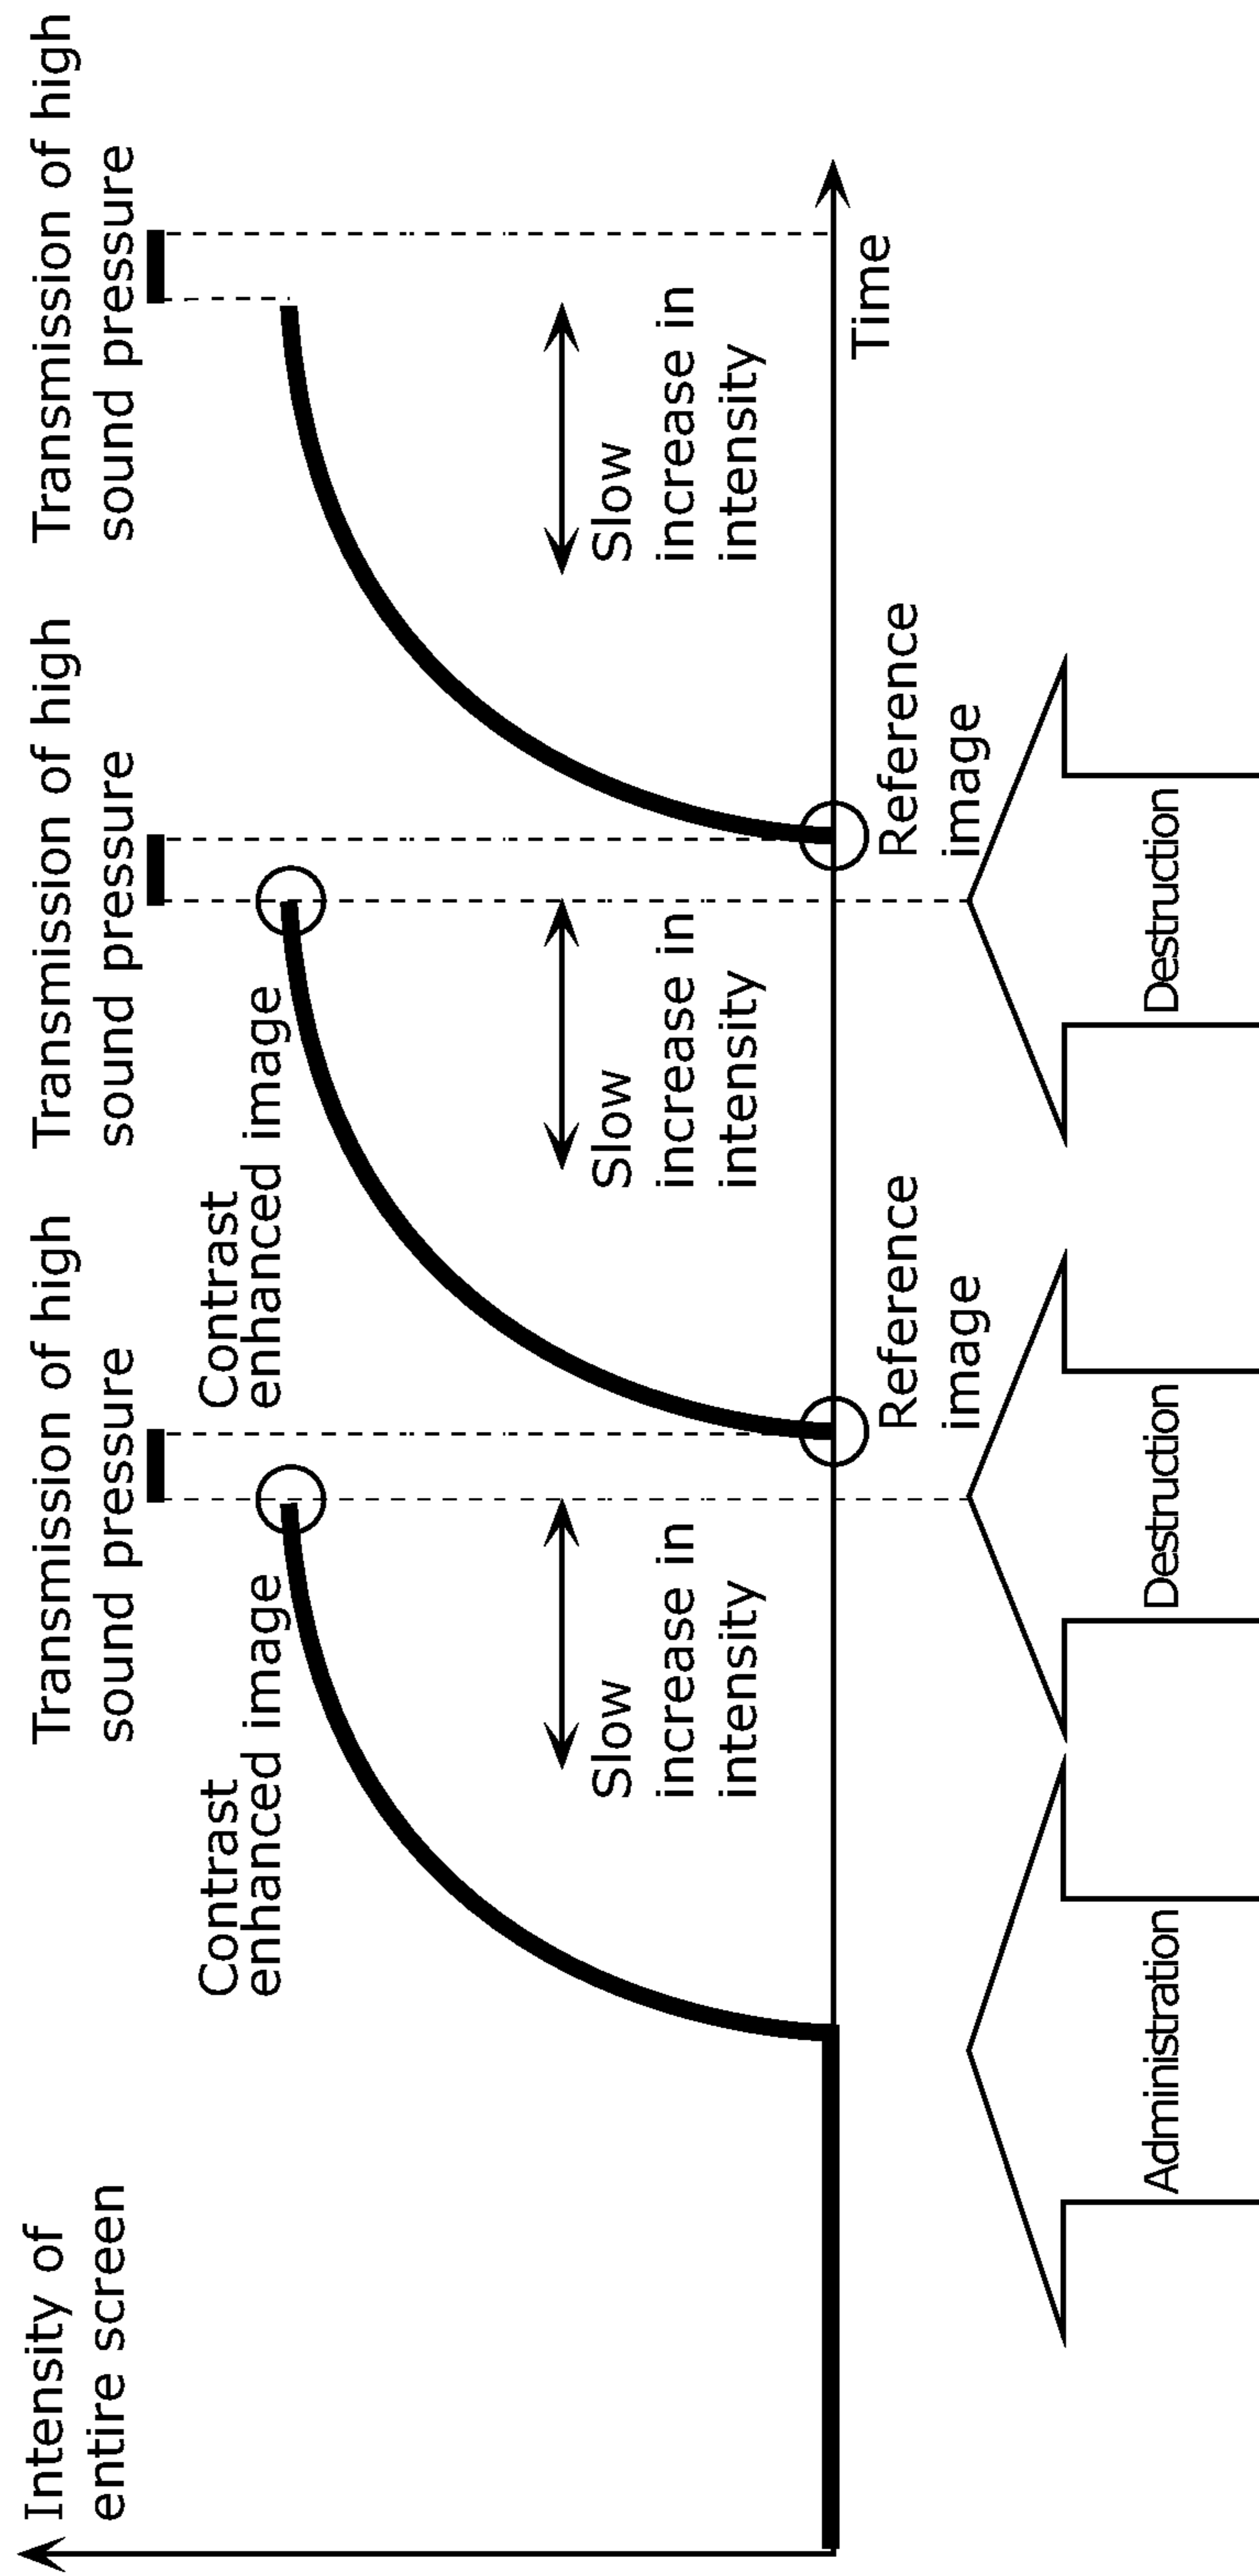 Intensity of
entire screen
Transmission of high
sound pressure
Transmission of high
sound pressure
Transmission of high
sound pressure
Contrast
enhanced image
Contrast
enhanced image
Slow
increase in
intensity
Slow
increase in
intensity
Slow
increase in
intensity
Time
Reference
image
Reference
image
Administration
Destruction
Destruction